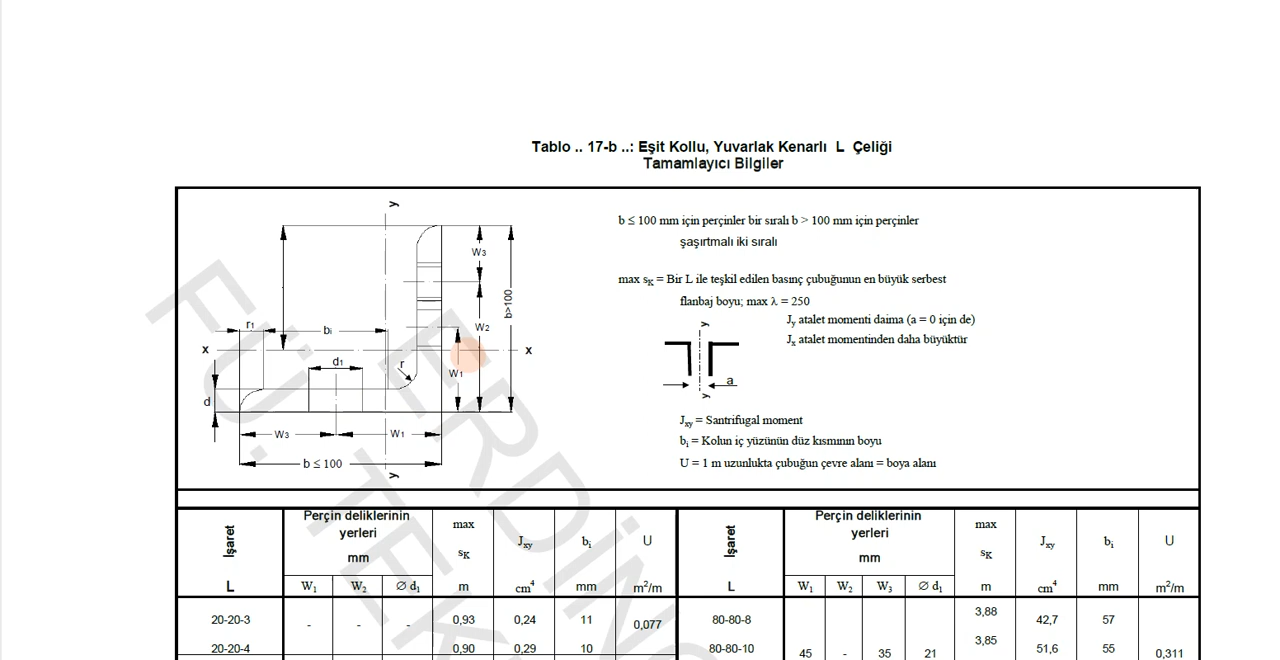 Tablo .. 17-b ..: Eşit Kollu, Yuvarlak Kenarlı L Çeliği
Tamamlayıcı Bilgiler
y
W3
b>100
r1
bi
W2
x
x
d1
r
W1
d
W3
W1
b ≤ 100
y
b ≤ 100 mm için perçinler bir sıralı b > 100 mm için perçinler
şaşırtmalı iki sıralı
max sK = Bir L ile teşkil edilen basınç çubuğunun en büyük serbest
flanbaj boyu; max λ = 250
Jy atalet momenti daima (a = 0 için de)
Jx atalet momentinden daha büyüktür
y
a
y
Jxy = Santrifugal moment
bi = Kolun iç yüzünün düz kısmının boyu
U = 1 m uzunlukta çubuğun çevre alanı = boya alanı
İşaret L Perçin deliklerinin yerleri mm max sK m Jxy cm4 bi mm U m2/m İşaret L Perçin deliklerinin yerleri mm max sK m Jxy cm4 bi mm U m2/m
W1 W2 Ø d1 W1 W2 W3 Ø d1
20-20-3 - - - 0,93 0,24 11 0,077 80-80-8 3,88 42,7 57
20-20-4 0,90 0,29 10 80-80-10 45 - 35 21 3,85 51,6 55 0,311
ERDİNÇ
FÜ. TEK